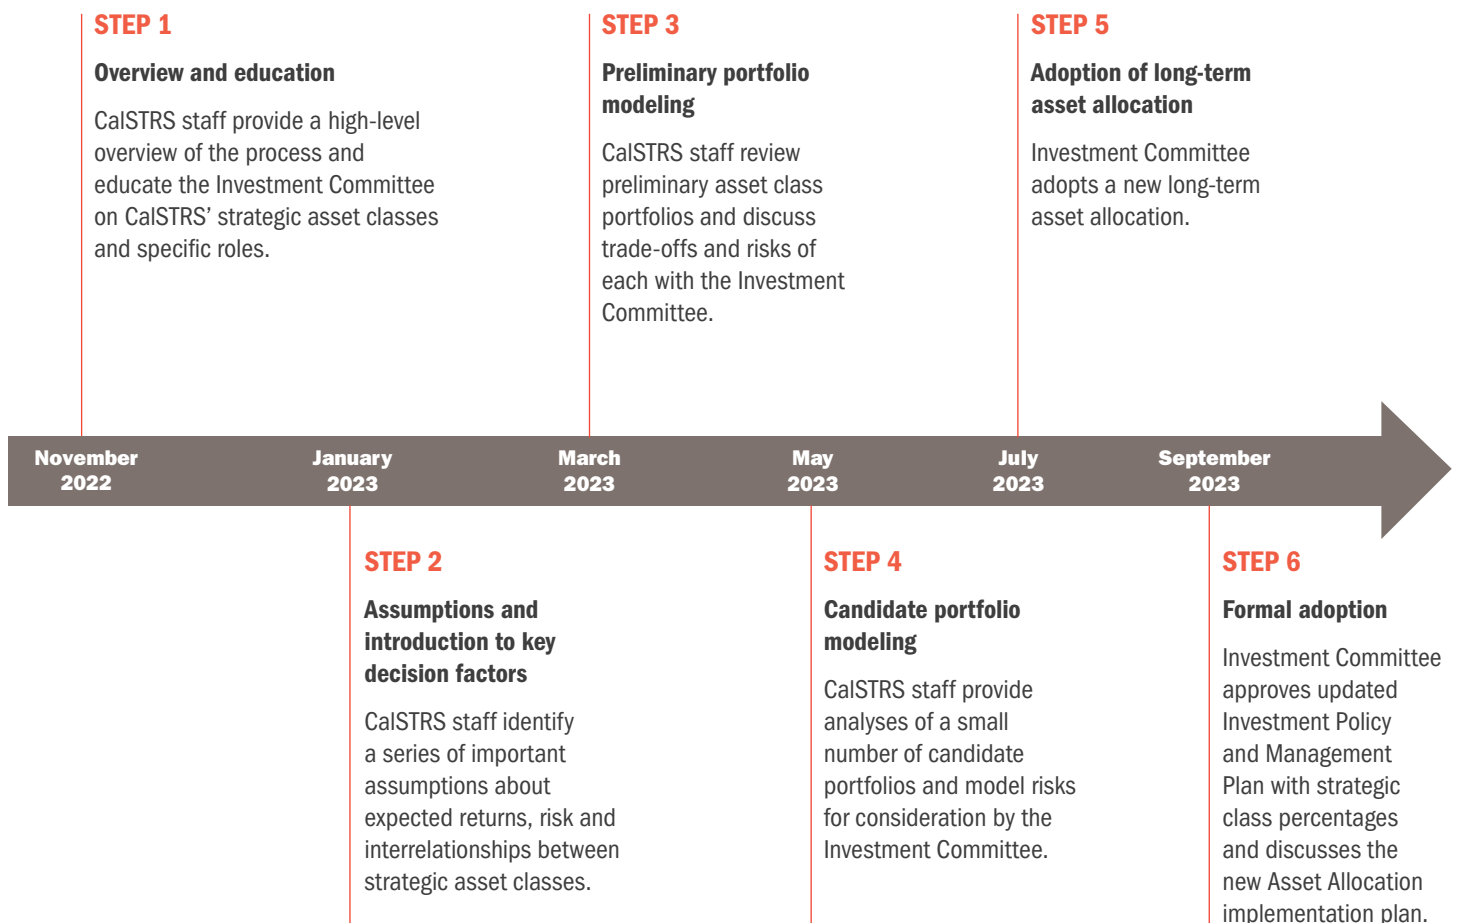 STEP 1
Overview and education
CalSTRS staff provide a high-level
overview of the process and
educate the Investment Committee
on CalSTRS’ strategic asset classes
and specific roles.
STEP 3
Preliminary portfolio
modeling
CalSTRS staff review
preliminary asset class
portfolios and discuss
trade-offs and risks of
each with the Investment
Committee.
STEP 5
Adoption of long-term
asset allocation
Investment Committee
adopts a new long-term
asset allocation.
November
2022
January
2023
March
2023
May
2023
July
2023
September
2023
STEP 2
Assumptions and
introduction to key
decision factors
CalSTRS staff identify
a series of important
assumptions about
expected returns, risk and
interrelationships between
strategic asset classes.
STEP 4
Candidate portfolio
modeling
CalSTRS staff provide
analyses of a small
number of candidate
portfolios and model risks
for consideration by the
Investment Committee.
STEP 6
Formal adoption
Investment Committee
approves updated
Investment Policy
and Management
Plan with strategic
class percentages
and discusses the
new Asset Allocation
implementation plan.